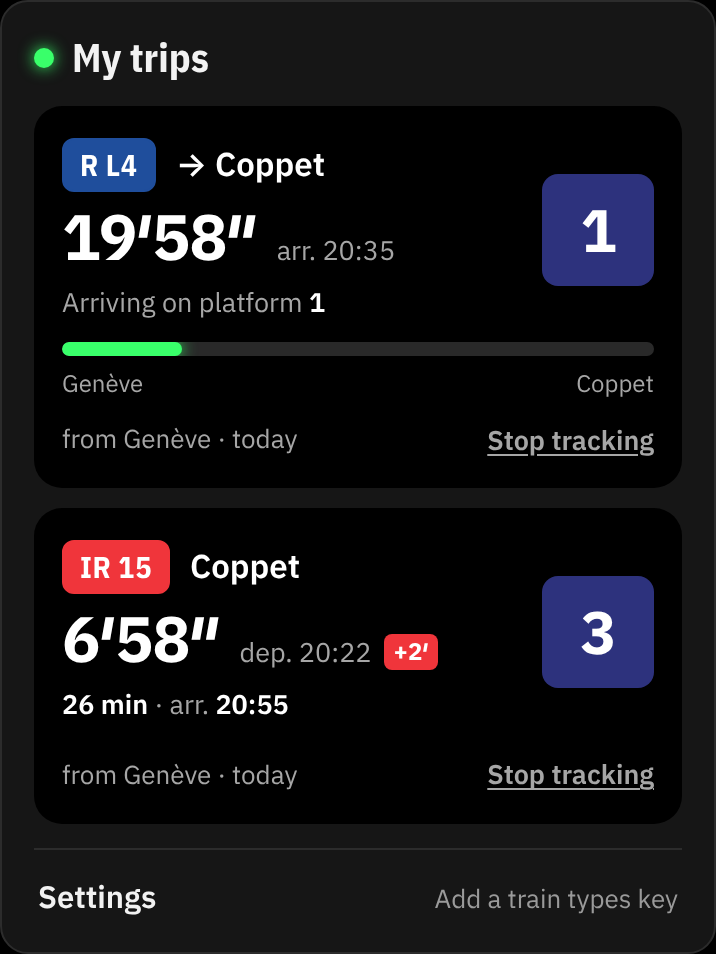 My trips
R L4 → Coppet
19′58″ arr. 20:35
1
Arriving on platform 1
Genève Coppet
from Genève · today Stop tracking
IR 15 Coppet
6′58″ dep. 20:22 +2′
3
26 min · arr. 20:55
from Genève · today Stop tracking
Settings Add a train types key